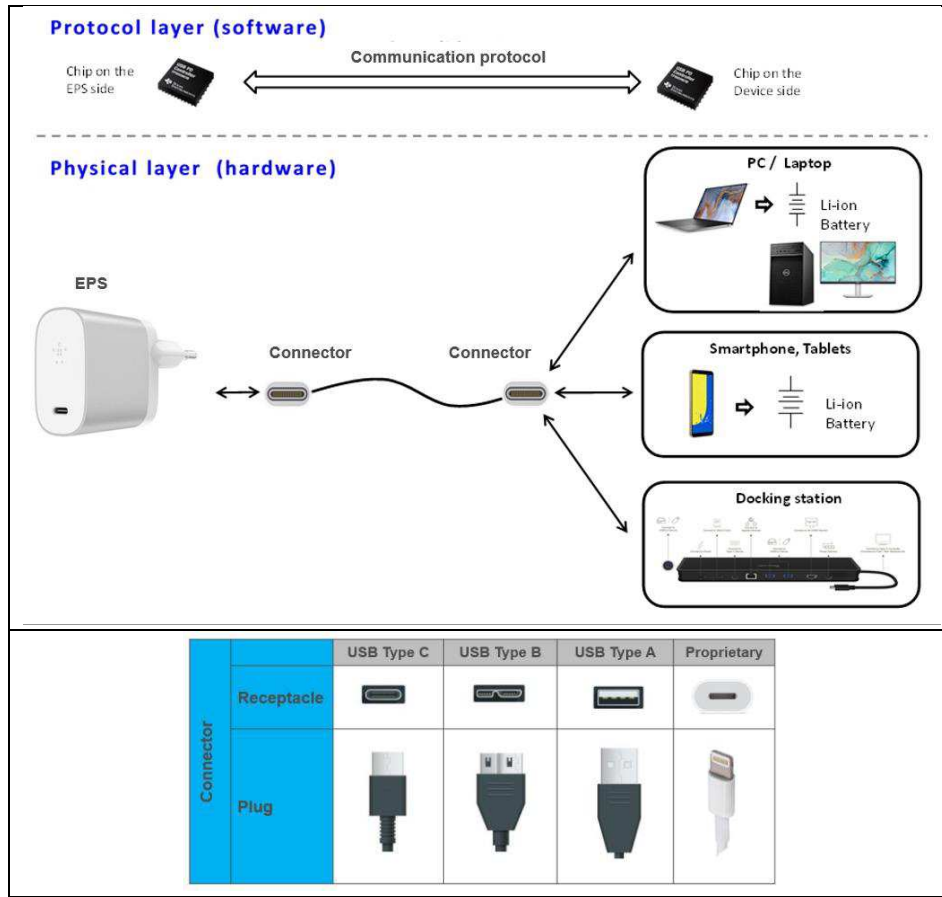 Protocol layer (software)
Communication protocol
Chip on the
EPS side
Chip on the
Device side
Physical layer (hardware)
PC / Laptop
Li-ion
Battery
EPS
Connector
Connector
Smartphone, Tablets
Li-ion
Battery
Docking station
Connector
USB Type C
USB Type B
USB Type A
Proprietary
Receptacle
Plug